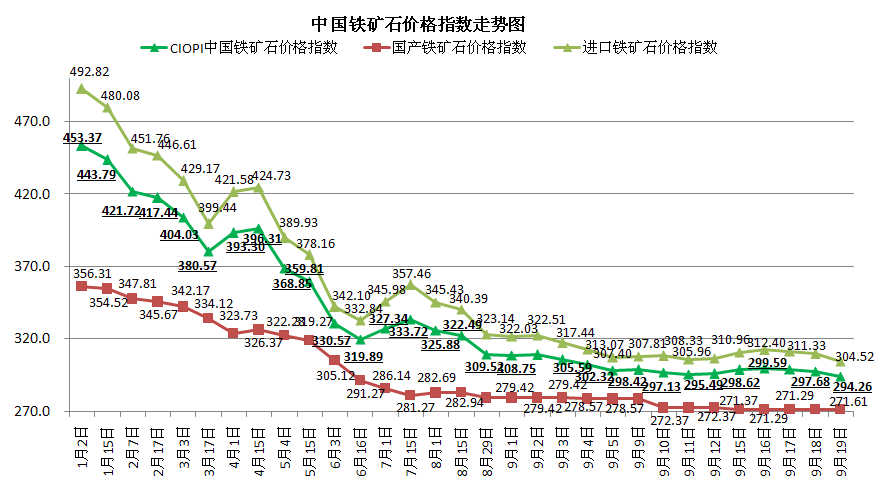 中国铁矿石价格指数走势图
CIOPI中国铁矿石价格指数 国产铁矿石价格指数 进口铁矿石价格指数
470.0
420.0
370.0
320.0
270.0
492.82 480.08 451.76 446.61 429.17 399.44 421.58 424.73 389.93 378.16 342.10 332.84 345.98 357.46 345.43 340.39 323.14 322.03 322.51 317.44 313.07 307.40 307.81 308.33 305.96 310.96 312.40 311.33 304.52
453.37 443.79 421.72 417.44 404.03 380.57 393.30 396.31 368.85 359.81 330.57 319.89 327.34 333.72 325.88 322.49 309.52 308.75 305.59 302.32 298.42 297.13 295.49 298.62 299.59 297.68 294.26
356.31 354.52 347.81 345.67 342.17 334.12 323.73 326.37 322.28 319.27 305.12 291.27 286.14 281.27 282.69 282.94 279.42 279.42 279.42 278.57 278.57 272.37 272.37 271.37 271.29 271.29 271.61
1月2日 1月15日 2月7日 2月17日 3月3日 3月17日 4月1日 4月15日 5月4日 5月15日 6月3日 6月16日 7月1日 7月15日 8月1日 8月15日 8月29日 9月1日 9月2日 9月3日 9月4日 9月5日 9月9日 9月10日 9月11日 9月12日 9月15日 9月16日 9月17日 9月18日 9月19日